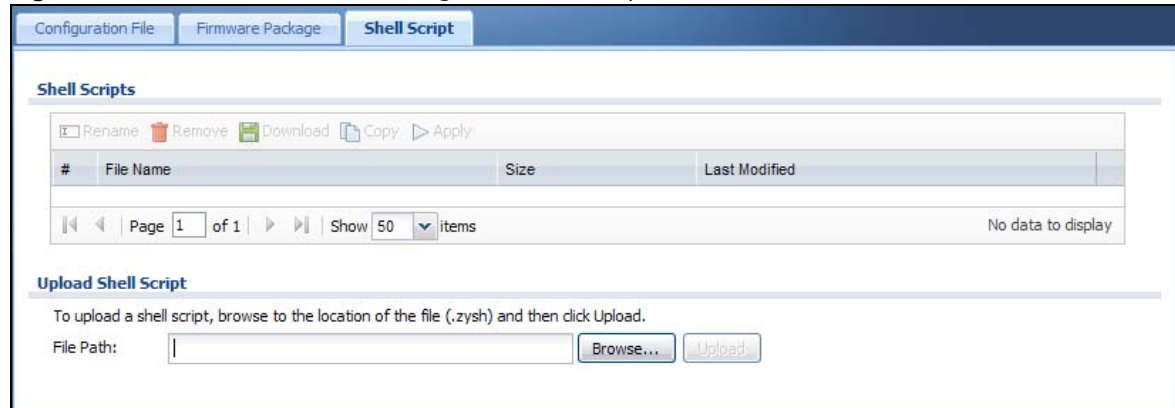 Configuration File Firmware Package Shell Script
Shell Scripts
Rename Remove Download Copy Apply
# File Name Size Last Modified
Page 1 of 1 Show 50 items No data to display
Upload Shell Script
To upload a shell script, browse to the location of the file (.zysh) and then click Upload.
File Path: Browse... Upload